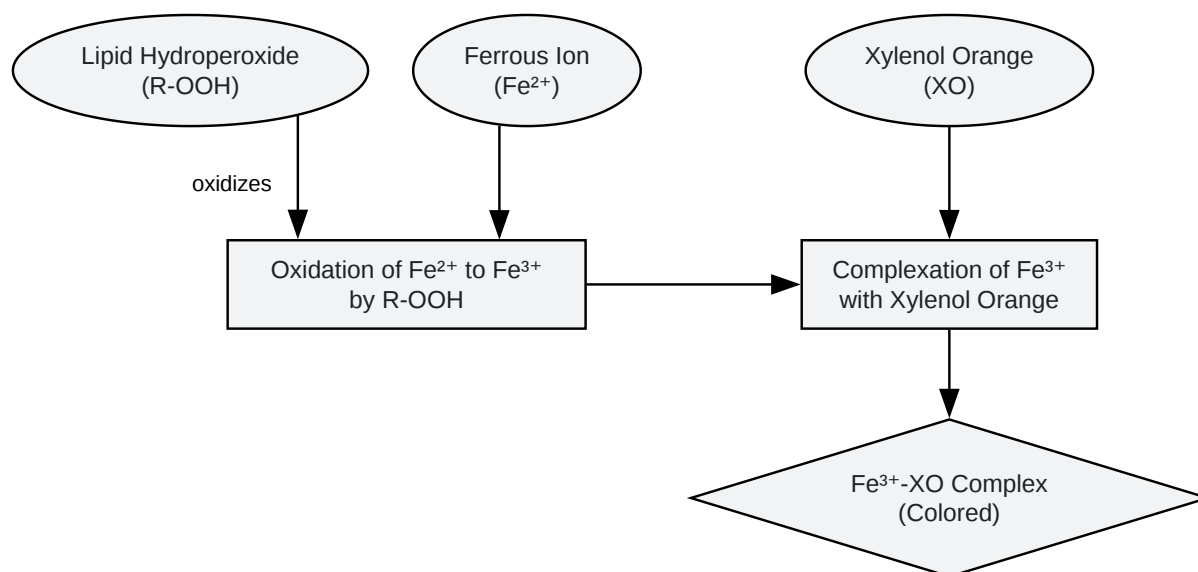 Lipid Hydroperoxide
(R-OOH)
Ferrous Ion
(Fe²⁺)
Xylenol Orange
(XO)
oxidizes
Oxidation of Fe²⁺ to Fe³⁺
by R-OOH
Complexation of Fe³⁺
with Xylenol Orange
Fe³⁺-XO Complex
(Colored)